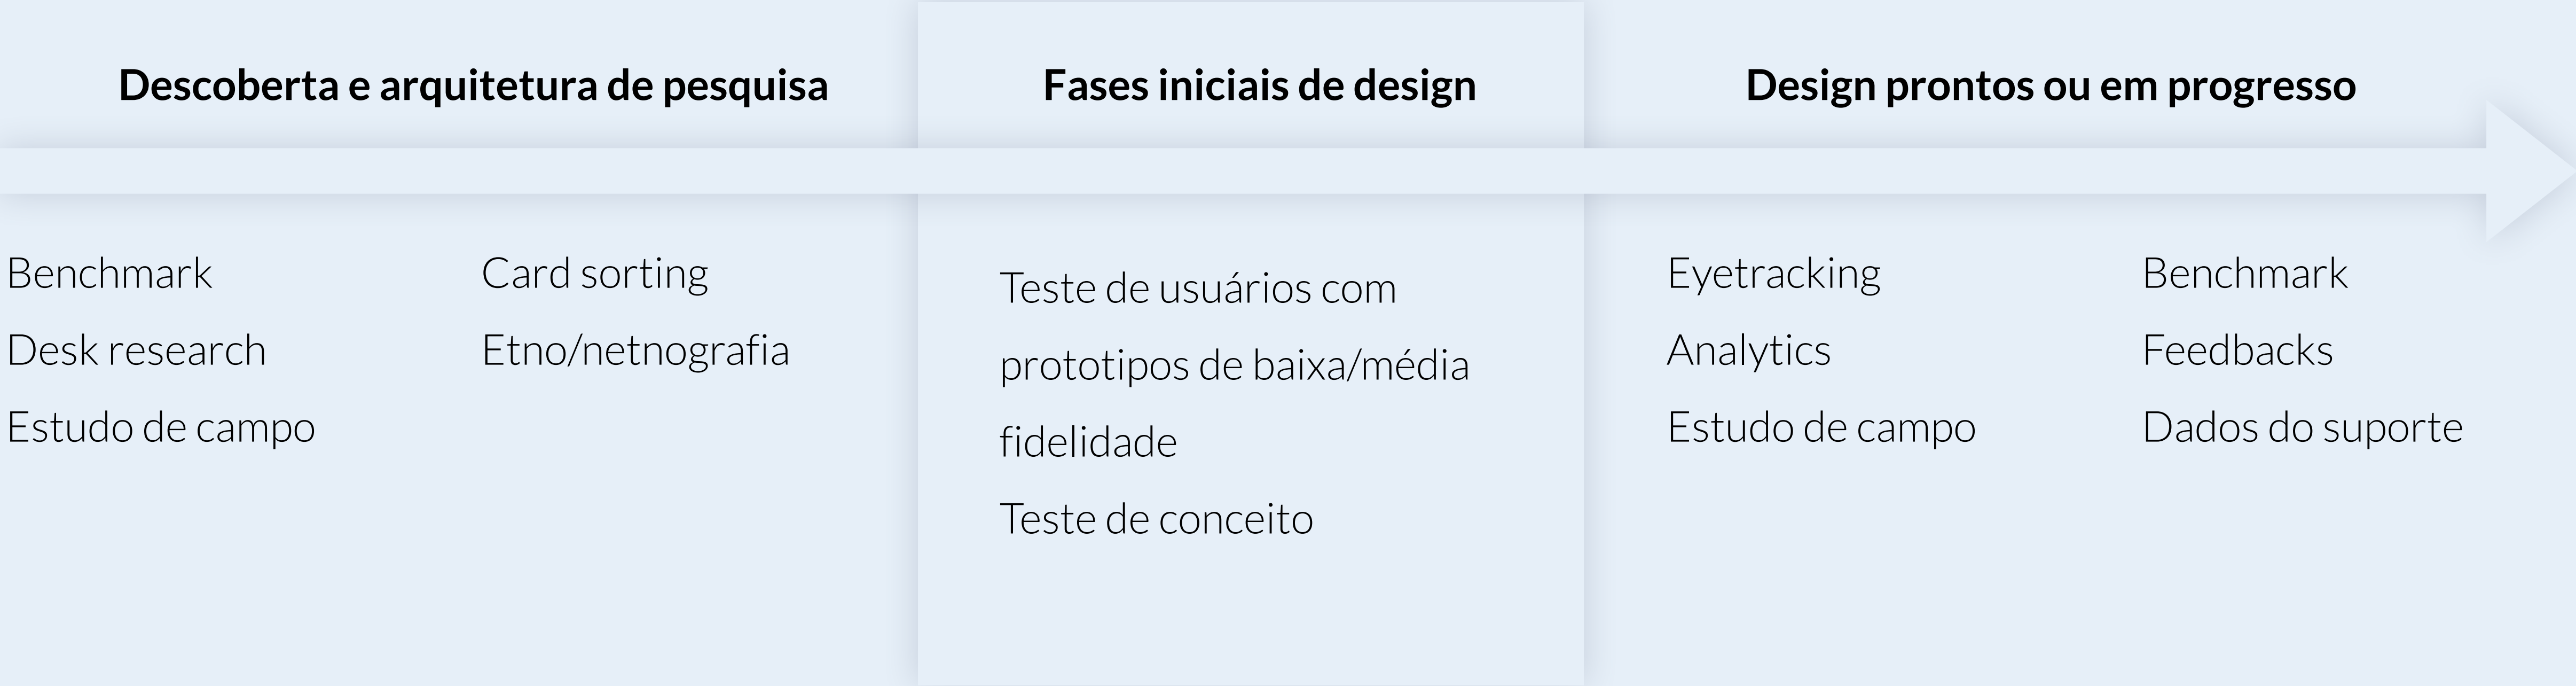 Descoberta e arquitetura de pesquisa
Benchmark
Desk research
Estudo de campo
Card sorting
Etno/netnografia
Fases iniciais de design
Teste de usuários com
prototipos de baixa/média
fidelidade
Teste de conceito
Design prontos ou em progresso
Eyetracking
Analytics
Estudo de campo
Benchmark
Feedbacks
Dados do suporte